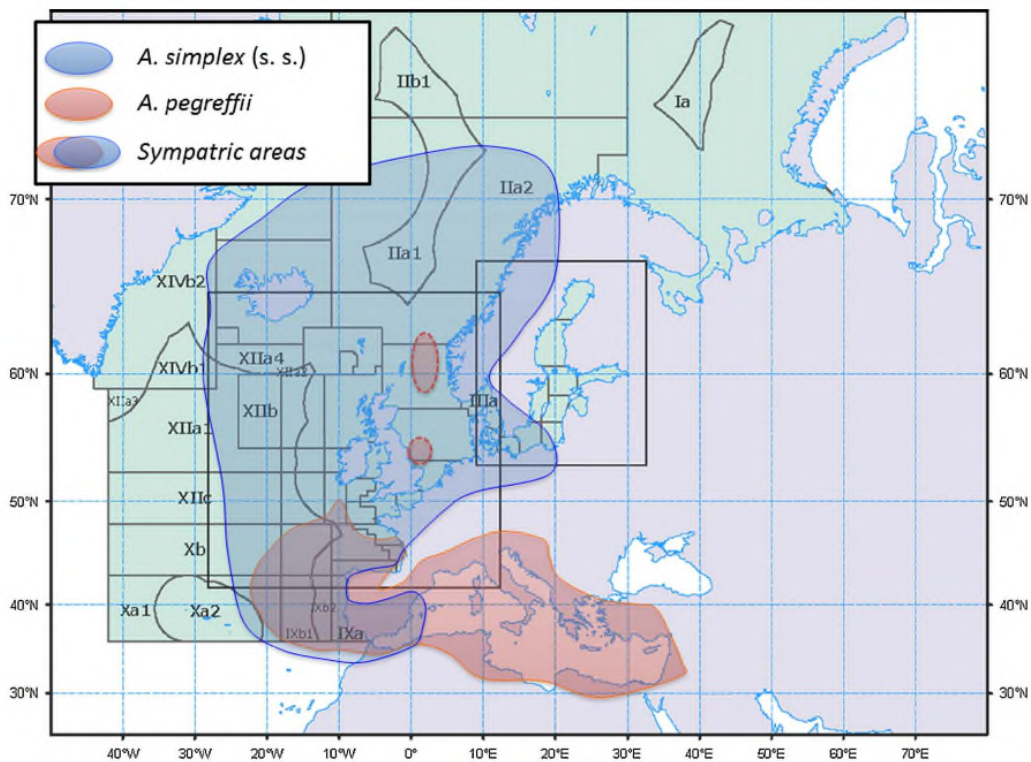 A. simplex (s. s.)
A. pegreffii
Sympatric areas
IIb1
Ia
IIa2
70°N
70°N
IIa1
XIVb2
XIVb1
XIIa4
60°N
60°N
XIIa3
XIIb
IIIa
XIIa1
50°N
50°N
XIIc
Xb
40°N
Xa1
Xa2
IXb2
40°N
IXb1
IXa
30°N
30°N
40°W
30°W
20°W
10°W
0°E
10°E
20°E
30°E
40°E
50°E
60°E
70°E